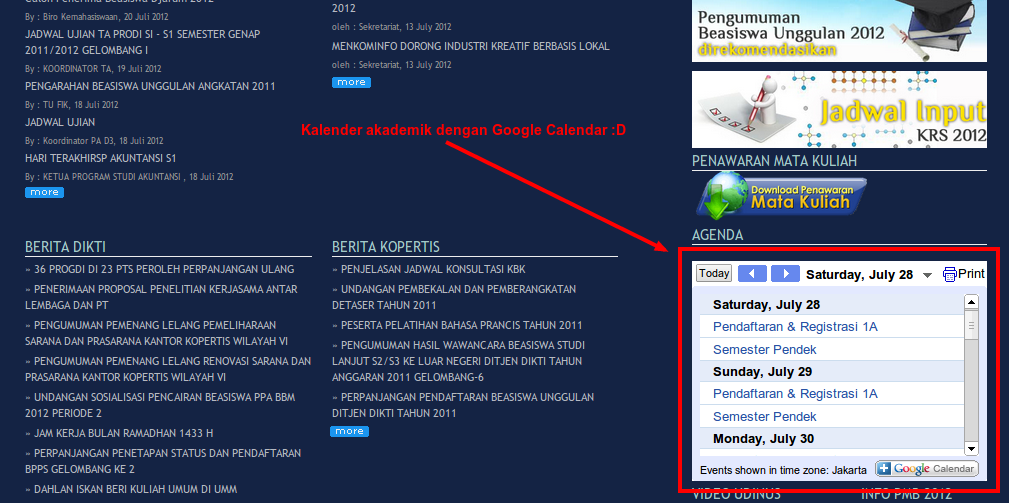 Calon Penerima Beasiswa Djarum 2012
By : Biro Kemahasiswaan, 20 Juli 2012
JADWAL UJIAN TA PRODI SI - S1 SEMESTER GENAP
2011/2012 GELOMBANG I
By : KOORDINATOR TA, 19 Juli 2012
PENGARAHAN BEASISWA UNGGULAN ANGKATAN 2011
By : TU FIK, 18 Juli 2012
JADWAL UJIAN
By : Koordinator PA D3, 18 Juli 2012
HARI TERAKHIRSP AKUNTANSI S1
By : KETUA PROGRAM STUDI AKUNTANSI , 18 Juli 2012
more
2012
oleh : Sekretariat, 13 July 2012
MENKOMINFO DORONG INDUSTRI KREATIF BERBASIS LOKAL
oleh : Sekretariat, 13 July 2012
more
Kalender akademik dengan Google Calendar :D
BERITA DIKTI
» 36 PROGDI DI 23 PTS PEROLEH PERPANJANGAN ULANG
» PENERIMAAN PROPOSAL PENELITIAN KERJASAMA ANTAR
LEMBAGA DAN PT
» PENGUMUMAN PEMENANG LELANG PEMELIHARAAN
SARANA DAN PRASARANA KANTOR KOPERTIS WILAYAH VI
» PENGUMUMAN PEMENANG LELANG RENOVASI SARANA DAN
PRASARANA KANTOR KOPERTIS WILAYAH VI
» UNDANGAN SOSIALISASI PENCAIRAN BEASISWA PPA BBM
2012 PERIODE 2
» JAM KERJA BULAN RAMADHAN 1433 H
» PERPANJANGAN PENETAPAN STATUS DAN PENDAFTARAN
BPPS GELOMBANG KE 2
» DAHLAN ISKAN BERI KULIAH UMUM DI UMM
BERITA KOPERTIS
» PENJELASAN JADWAL KONSULTASI KBK
» UNDANGAN PEMBEKALAN DAN PEMBERANGKATAN
DETASER TAHUN 2011
» PESERTA PELATIHAN BAHASA PRANCIS TAHUN 2011
» PENGUMUMAN HASIL WAWANCARA BEASISWA STUDI
LANJUT S2/S3 KE LUAR NEGERI DITJEN DIKTI TAHUN
ANGGARAN 2011 GELOMBANG-6
» PERPANJANGAN PENDAFTARAN BEASISWA UNGGULAN
DITJEN DIKTI TAHUN 2011
more
Pengumuman
Beasiswa Unggulan 2012
direkomendasikan
Jadwal Input
KRS 2012
PENAWARAN MATA KULIAH
Download Penawaran
Mata Kuliah
AGENDA
Today Saturday, July 28 Print
Saturday, July 28
Pendaftaran & Registrasi 1A
Semester Pendek
Sunday, July 29
Pendaftaran & Registrasi 1A
Semester Pendek
Monday, July 30
Events shown in time zone: Jakarta Google Calendar
VIDEO UDINUS INFO PMB 2012